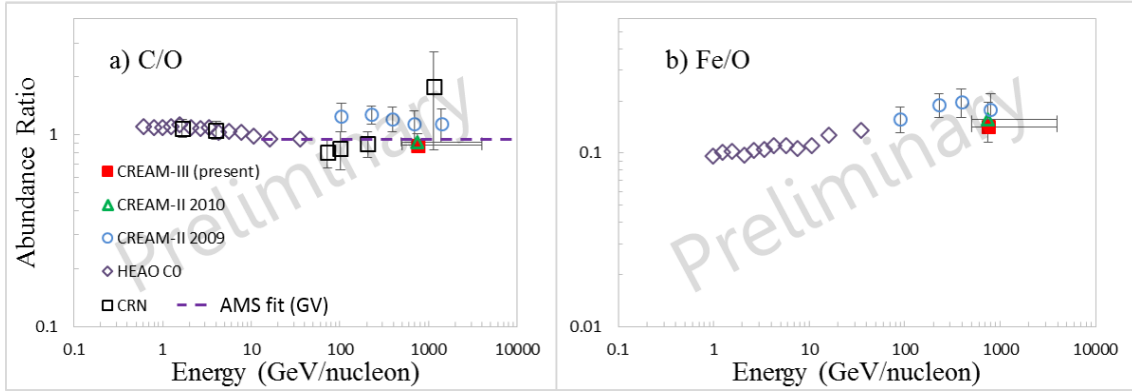 a) C/O
Abundance Ratio
1
0.1
CREAM-III (present)
CREAM-II 2010
CREAM-II 2009
HEAO C0
CRN
AMS fit (GV)
Preliminary
0.1
1
10
100
1000
10000
Energy (GeV/nucleon)
b) Fe/O
0.1
0.01
Preliminary
0.1
1
10
100
1000
10000
Energy (GeV/nucleon)